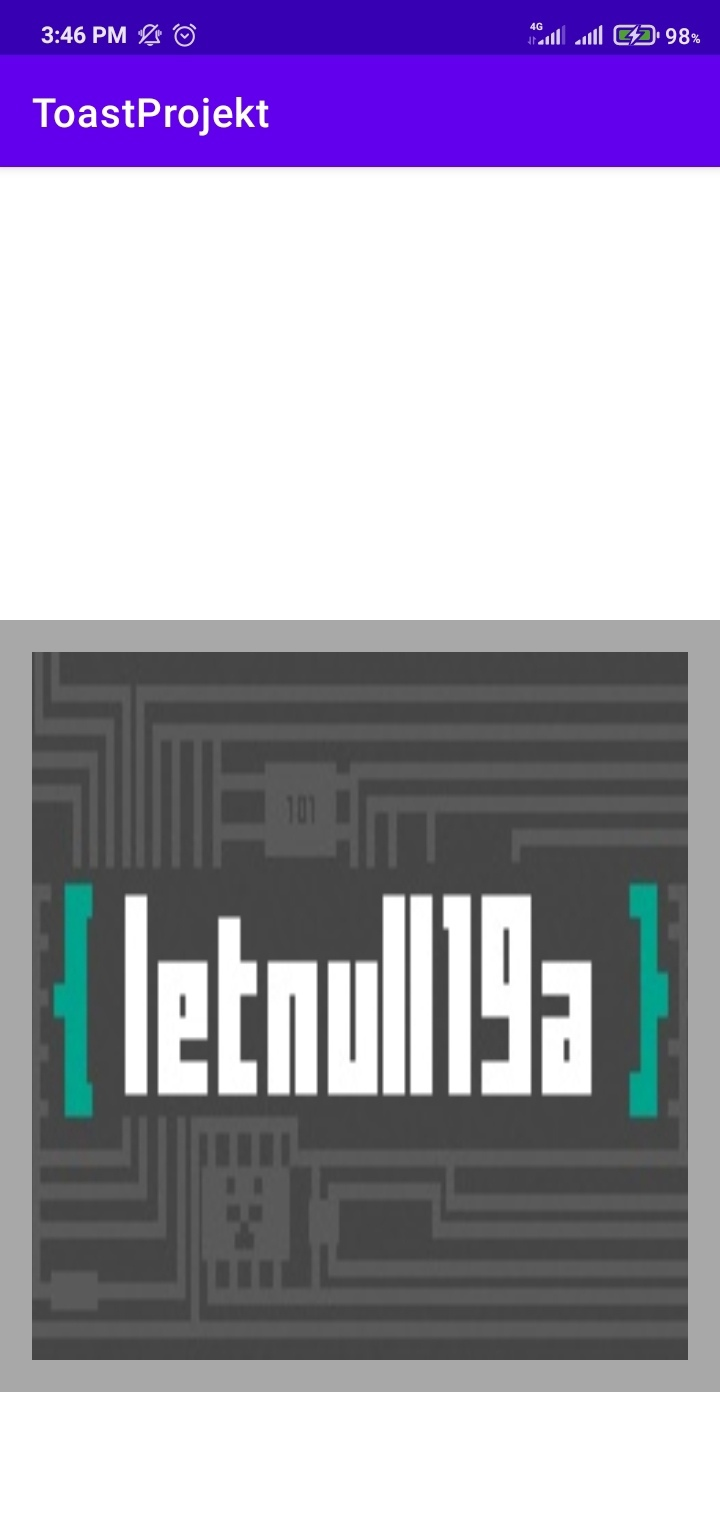 3:46 PM 4G 98%
ToastProjekt
101
{ letnull19a }